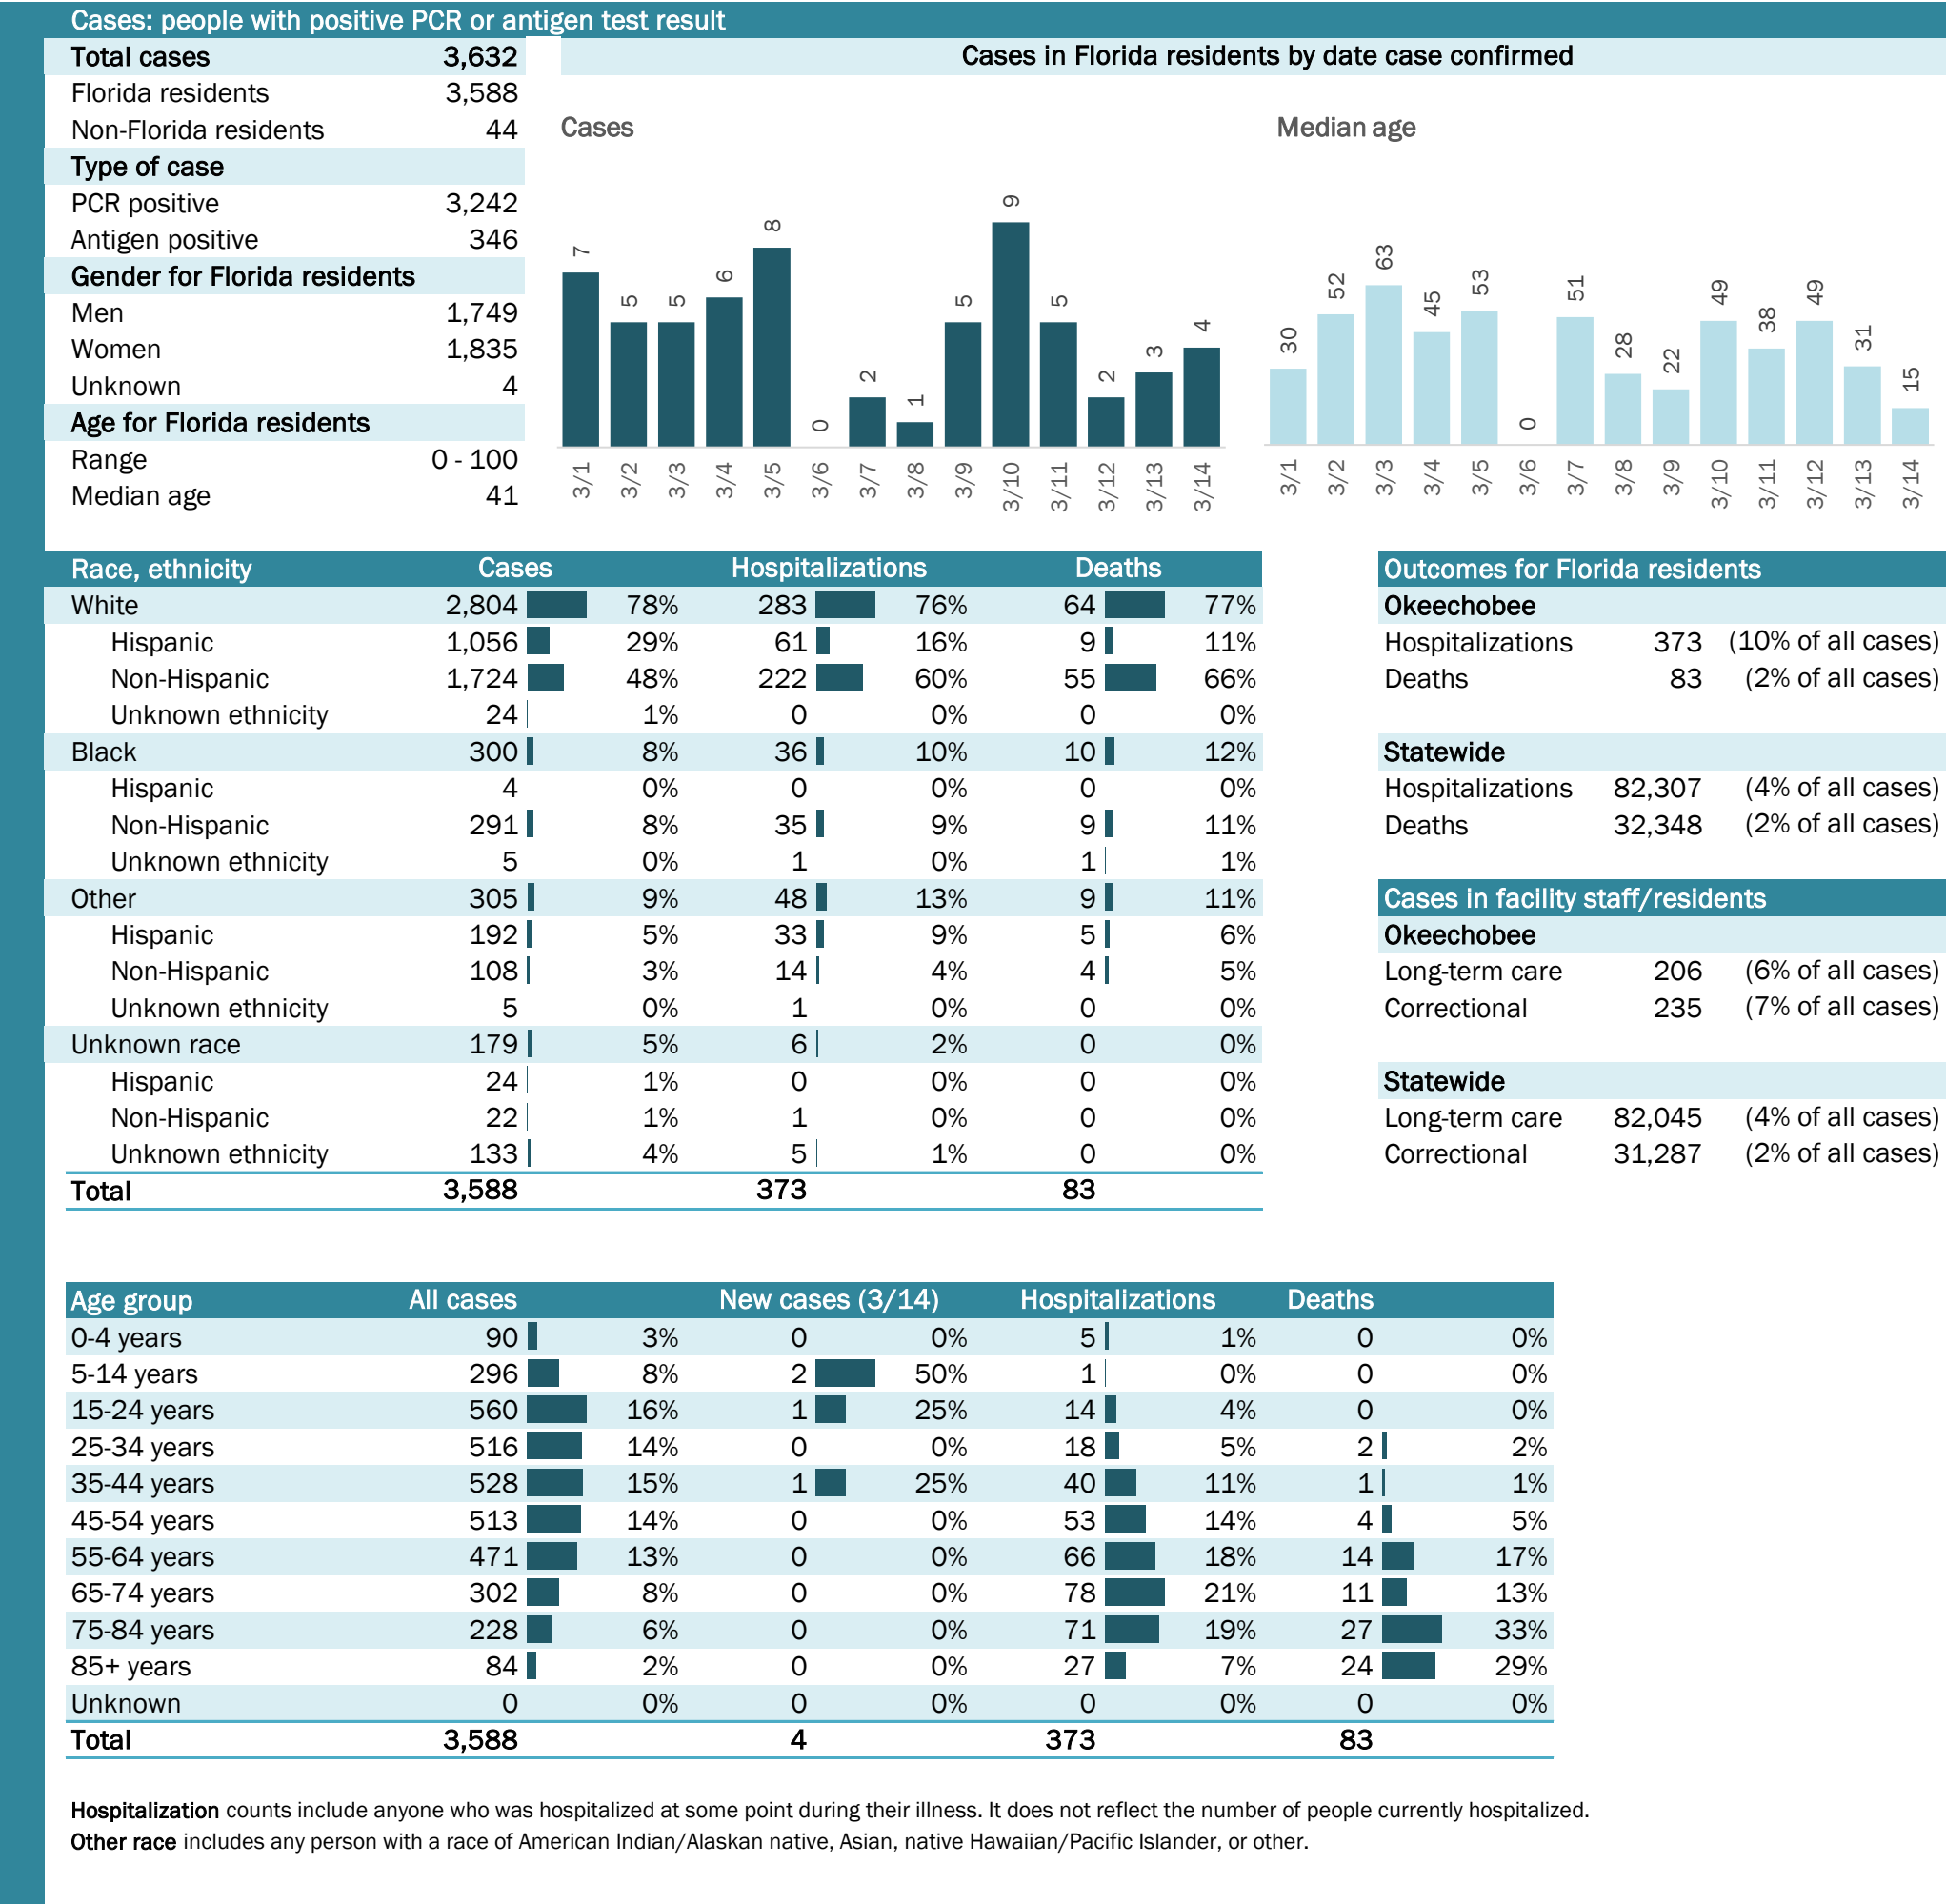 Cases: people with positive PCR or antigen test result
Total cases 3,632
Florida residents 3,588
Non-Florida residents 44
Type of case
PCR positive 3,242
Antigen positive 346
Gender for Florida residents
Men 1,749
Women 1,835
Unknown 4
Age for Florida residents
Range 0 - 100
Median age 41
Cases in Florida residents by date case confirmed
Cases
7 5 5 6 8 0 2 1 5 9 5 2 3 4
3/1 3/2 3/3 3/4 3/5 3/6 3/7 3/8 3/9 3/10 3/11 3/12 3/13 3/14
Median age
30 52 63 45 53 0 51 28 22 49 38 49 31 15
3/1 3/2 3/3 3/4 3/5 3/6 3/7 3/8 3/9 3/10 3/11 3/12 3/13 3/14
Race, ethnicity Cases Hospitalizations Deaths
White 2,804 78% 283 76% 64 77%
Hispanic 1,056 29% 61 16% 9 11%
Non-Hispanic 1,724 48% 222 60% 55 66%
Unknown ethnicity 24 1% 0 0% 0 0%
Black 300 8% 36 10% 10 12%
Hispanic 4 0% 0 0% 0 0%
Non-Hispanic 291 8% 35 9% 9 11%
Unknown ethnicity 5 0% 1 0% 1 1%
Other 305 9% 48 13% 9 11%
Hispanic 192 5% 33 9% 5 6%
Non-Hispanic 108 3% 14 4% 4 5%
Unknown ethnicity 5 0% 1 0% 0 0%
Unknown race 179 5% 6 2% 0 0%
Hispanic 24 1% 0 0% 0 0%
Non-Hispanic 22 1% 1 0% 0 0%
Unknown ethnicity 133 4% 5 1% 0 0%
Total 3,588 373 83
Outcomes for Florida residents
Okeechobee
Hospitalizations 373 (10% of all cases)
Deaths 83 (2% of all cases)
Statewide
Hospitalizations 82,307 (4% of all cases)
Deaths 32,348 (2% of all cases)
Cases in facility staff/residents
Okeechobee
Long-term care 206 (6% of all cases)
Correctional 235 (7% of all cases)
Statewide
Long-term care 82,045 (4% of all cases)
Correctional 31,287 (2% of all cases)
Age group All cases New cases (3/14) Hospitalizations Deaths
0-4 years 90 3% 0 0% 5 1% 0 0%
5-14 years 296 8% 2 50% 1 0% 0 0%
15-24 years 560 16% 1 25% 14 4% 0 0%
25-34 years 516 14% 0 0% 18 5% 2 2%
35-44 years 528 15% 1 25% 40 11% 1 1%
45-54 years 513 14% 0 0% 53 14% 4 5%
55-64 years 471 13% 0 0% 66 18% 14 17%
65-74 years 302 8% 0 0% 78 21% 11 13%
75-84 years 228 6% 0 0% 71 19% 27 33%
85+ years 84 2% 0 0% 27 7% 24 29%
Unknown 0 0% 0 0% 0 0% 0 0%
Total 3,588 4 373 83
Hospitalization counts include anyone who was hospitalized at some point during their illness. It does not reflect the number of people currently hospitalized.
Other race includes any person with a race of American Indian/Alaskan native, Asian, native Hawaiian/Pacific Islander, or other.